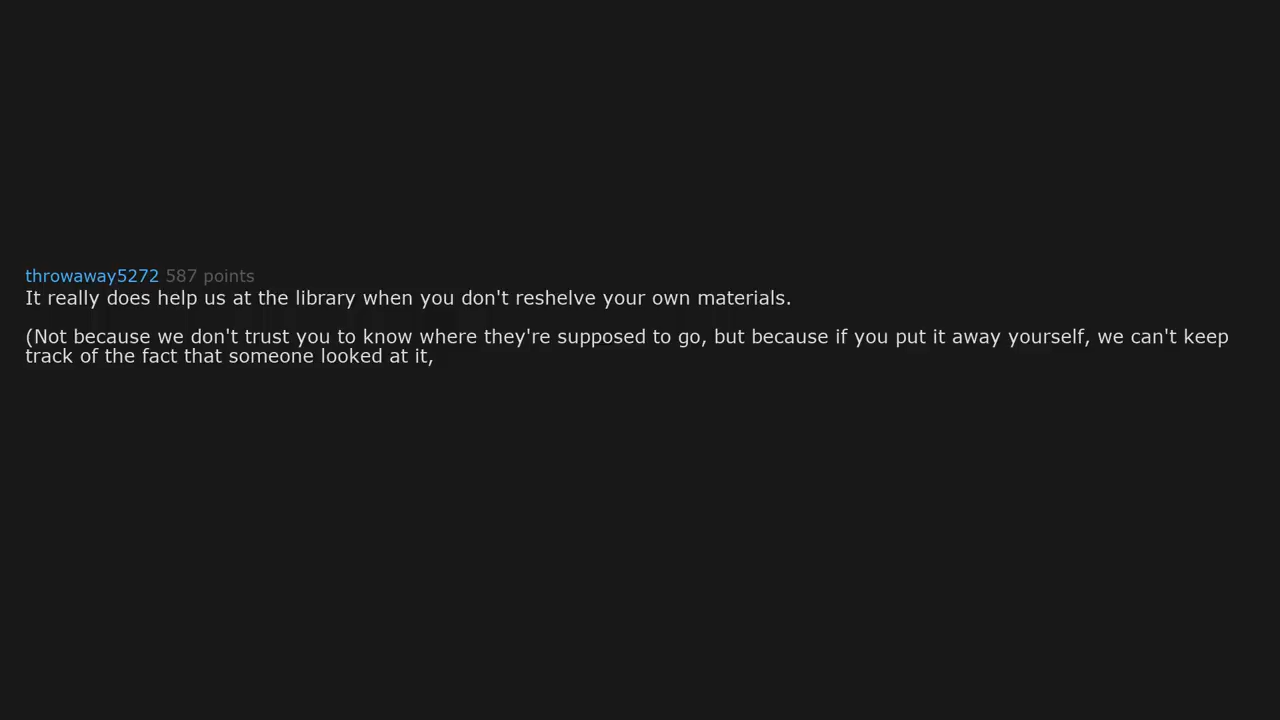 throwaway5272 587 points
It really does help us at the library when you don't reshelve your own materials.
(Not because we don't trust you to know where they're supposed to go, but because if you put it away yourself, we can't keep
track of the fact that someone looked at it,